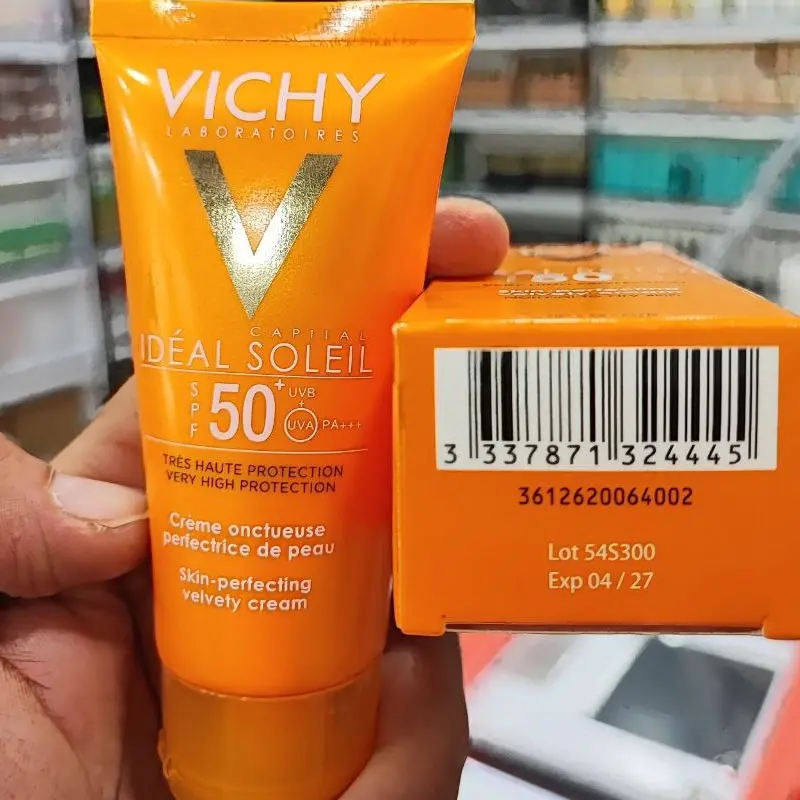 VICHY
LABORATOIRES
CAPITAL
IDÉAL SOLEIL
SPF 50+ UVB + UVA PA+++
TRÈS HAUTE PROTECTION
VERY HIGH PROTECTION
Crème onctueuse
perfectrice de peau
Skin-perfecting
velvety cream
50
3 337871 324445
3612620064002
Lot 54S300
Exp 04 / 27